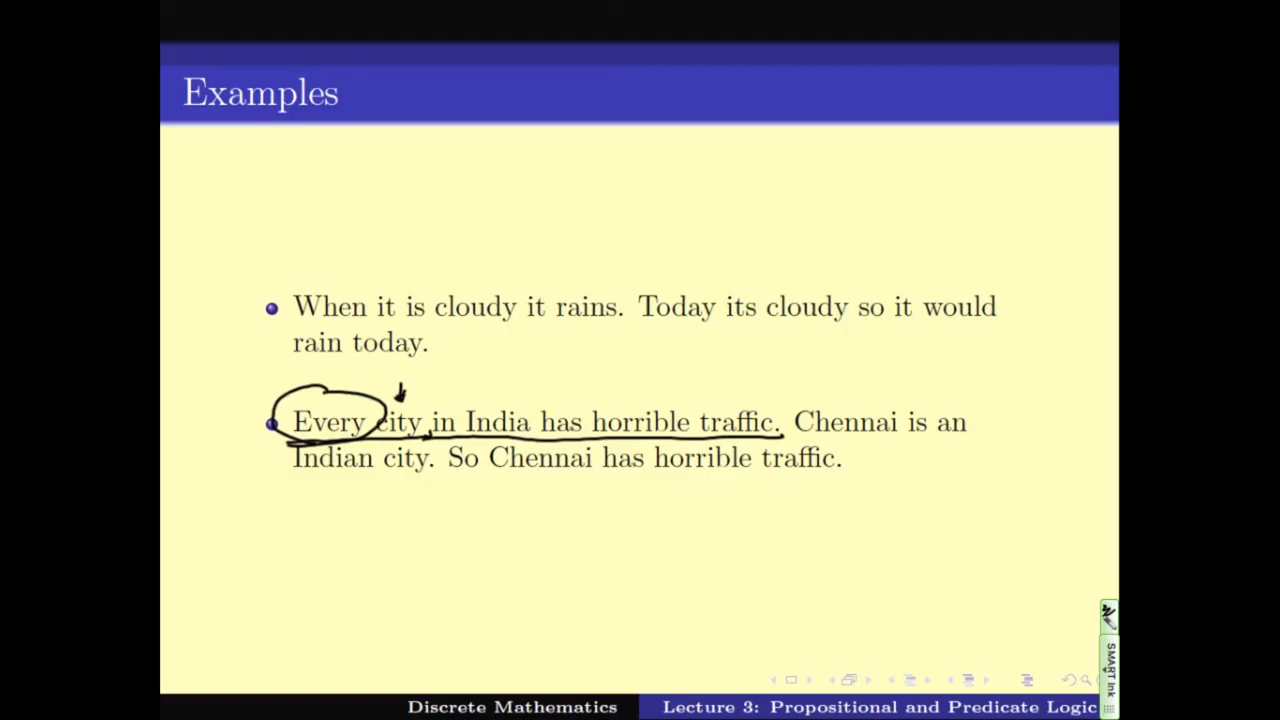 Examples
When it is cloudy it rains. Today its cloudy so it would
rain today.
Every city in India has horrible traffic. Chennai is an
Indian city. So Chennai has horrible traffic.
SMART Ink
Discrete Mathematics
Lecture 3: Propositional and Predicate Logic